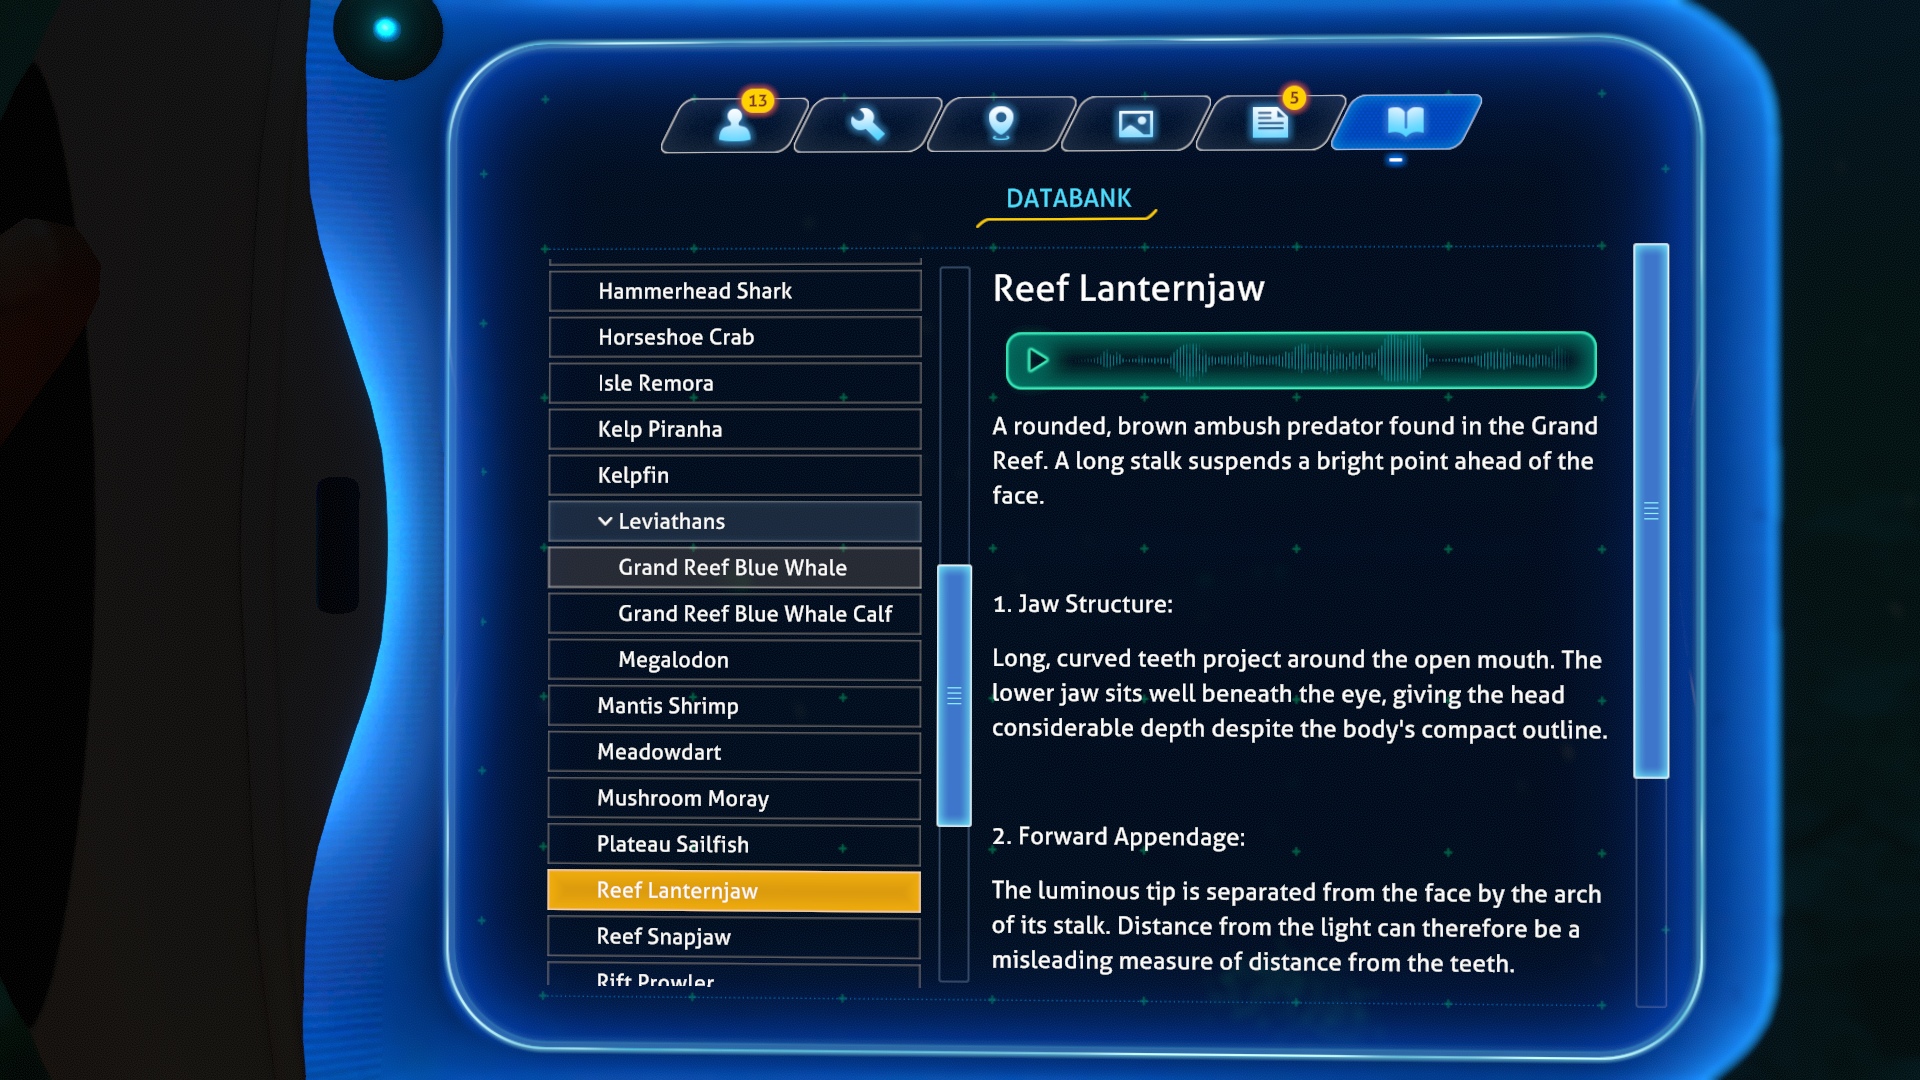 13
5
DATABANK
Hammerhead Shark
Horseshoe Crab
Isle Remora
Kelp Piranha
Kelpfin
Leviathans
Grand Reef Blue Whale
Grand Reef Blue Whale Calf
Megalodon
Mantis Shrimp
Meadowdart
Mushroom Moray
Plateau Sailfish
Reef Lanternjaw
Reef Snapjaw
Rift Prowler
Reef Lanternjaw
A rounded, brown ambush predator found in the Grand
Reef. A long stalk suspends a bright point ahead of the
face.
1. Jaw Structure:
Long, curved teeth project around the open mouth. The
lower jaw sits well beneath the eye, giving the head
considerable depth despite the body's compact outline.
2. Forward Appendage:
The luminous tip is separated from the face by the arch
of its stalk. Distance from the light can therefore be a
misleading measure of distance from the teeth.